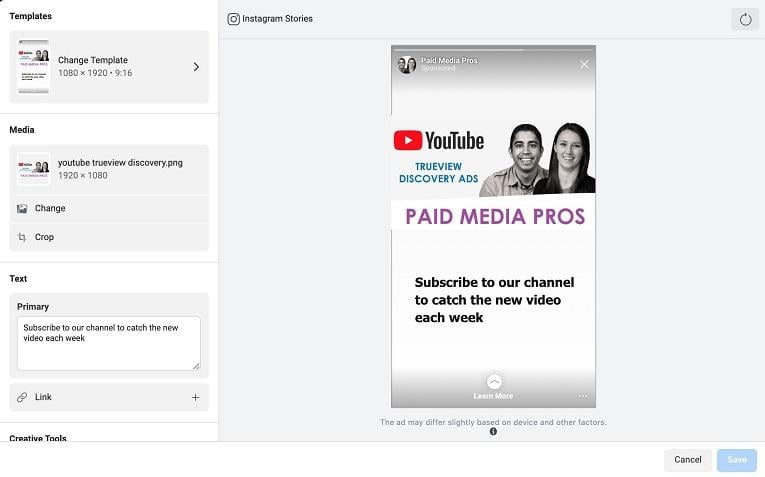 Templates
Change Template
1080 × 1920 • 9:16
Media
youtube trueview discovery.png
1920 × 1080
Change
Crop
Text
Primary
Subscribe to our channel to catch the new
video each week
Link
Creative Tools
Instagram Stories
Paid Media Pros
Sponsored
YouTube
TRUEVIEW
DISCOVERY ADS
PAID MEDIA PROS
Subscribe to our channel
to catch the new video
each week
Learn More
The ad may differ slightly based on device and other factors.
Cancel
Save